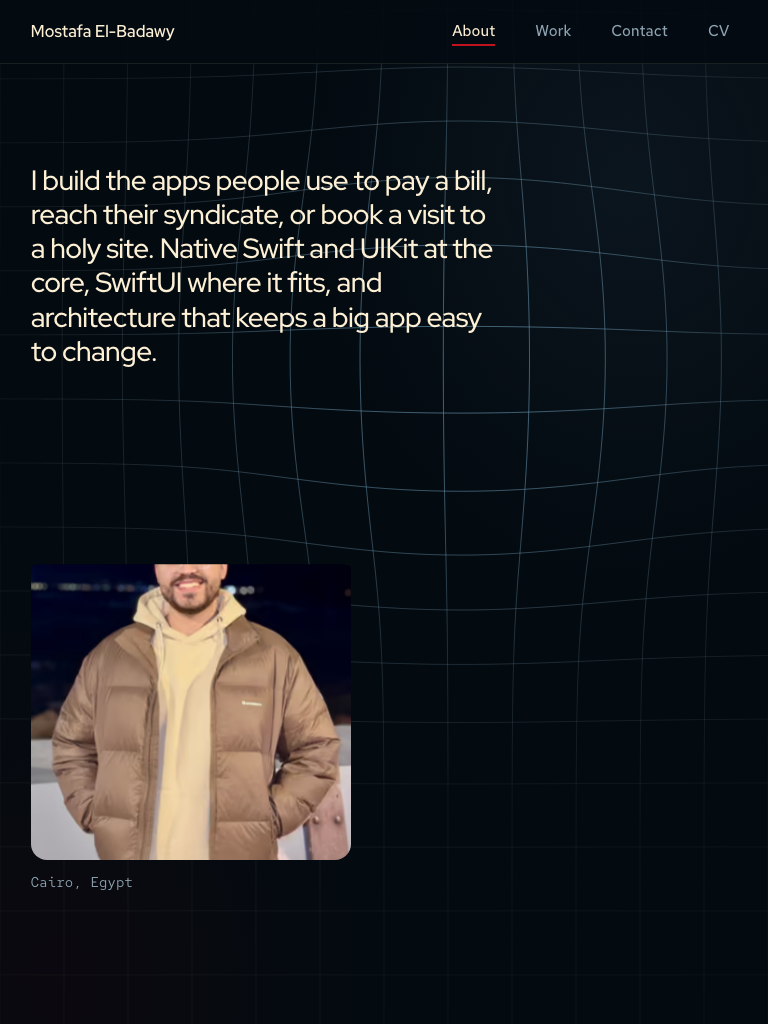 Mostafa El-Badawy
About
Work
Contact
CV
I build the apps people use to pay a bill,
reach their syndicate, or book a visit to
a holy site. Native Swift and UIKit at the
core, SwiftUI where it fits, and
architecture that keeps a big app easy
to change.
Cairo, Egypt